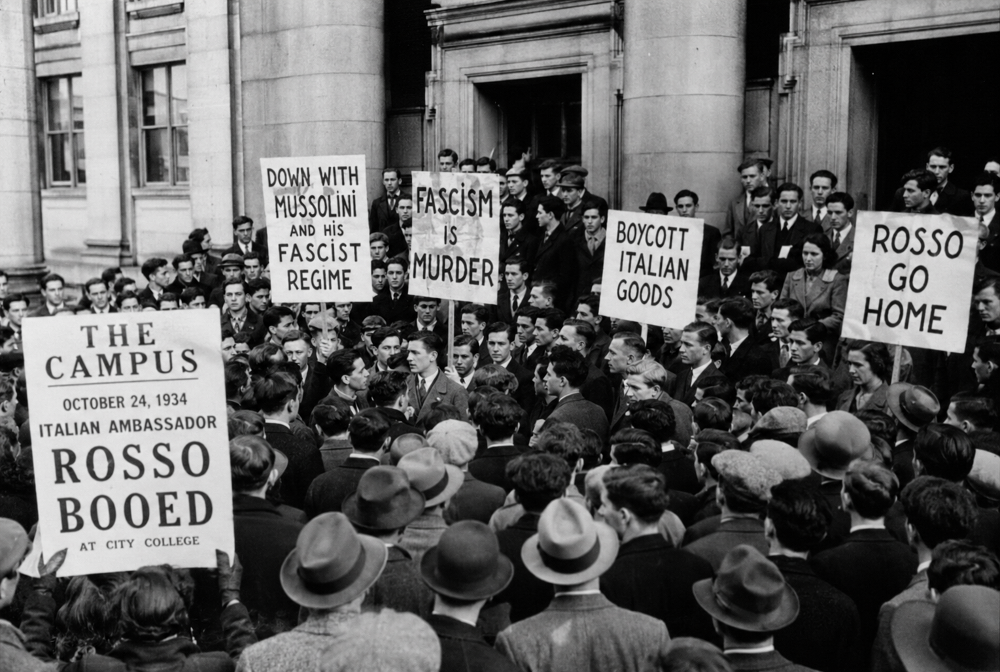 THE
CAMPUS
OCTOBER 24, 1934
ITALIAN AMBASSADOR
ROSSO
BOOED
AT CITY COLLEGE
DOWN WITH
MUSSOLINI
AND HIS
FASCIST
REGIME
FASCISM
IS
MURDER
BOYCOTT
ITALIAN
GOODS
ROSSO
GO
HOME